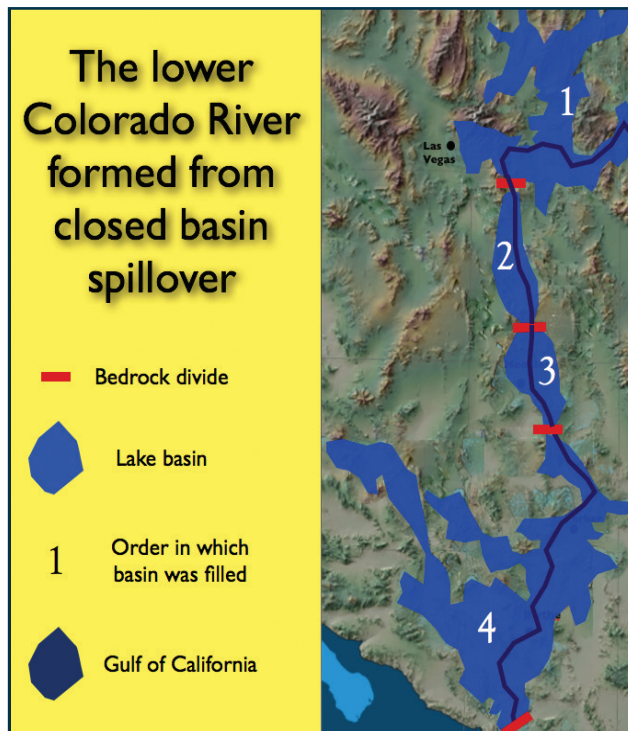 The lower
Colorado River
formed from
closed basin
spillover
Bedrock divide
Lake basin
1
Order in which
basin was filled
Gulf of California
1
Las
Vegas
2
3
4